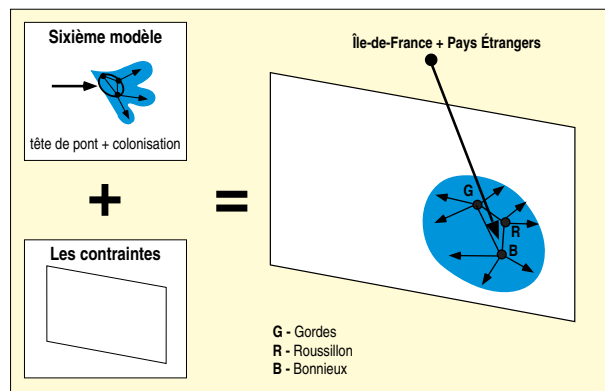 Sixième modèle
tête de pont + colonisation
+
Les contraintes
=
Île-de-France + Pays Étrangers
G
R
B
G - Gordes
R - Roussillon
B - Bonnieux